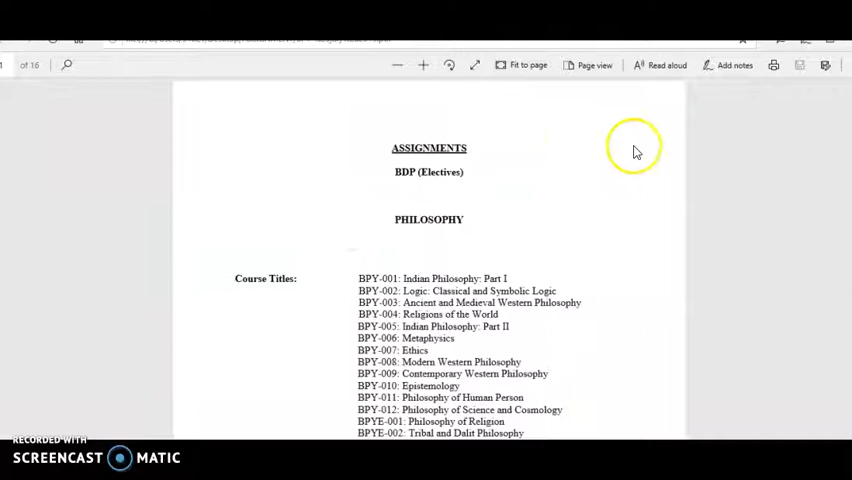 1 of 16
Fit to page
Page view
Read aloud
Add notes
ASSIGNMENTS
BDP (Electives)
PHILOSOPHY
Course Titles: BPY-001: Indian Philosophy: Part I
BPY-002: Logic: Classical and Symbolic Logic
BPY-003: Ancient and Medieval Western Philosophy
BPY-004: Religions of the World
BPY-005: Indian Philosophy: Part II
BPY-006: Metaphysics
BPY-007: Ethics
BPY-008: Modern Western Philosophy
BPY-009: Contemporary Western Philosophy
BPY-010: Epistemology
BPY-011: Philosophy of Human Person
BPY-012: Philosophy of Science and Cosmology
BPYE-001: Philosophy of Religion
BPYE-002: Tribal and Dalit Philosophy
RECORDED WITH
SCREENCAST MATIC